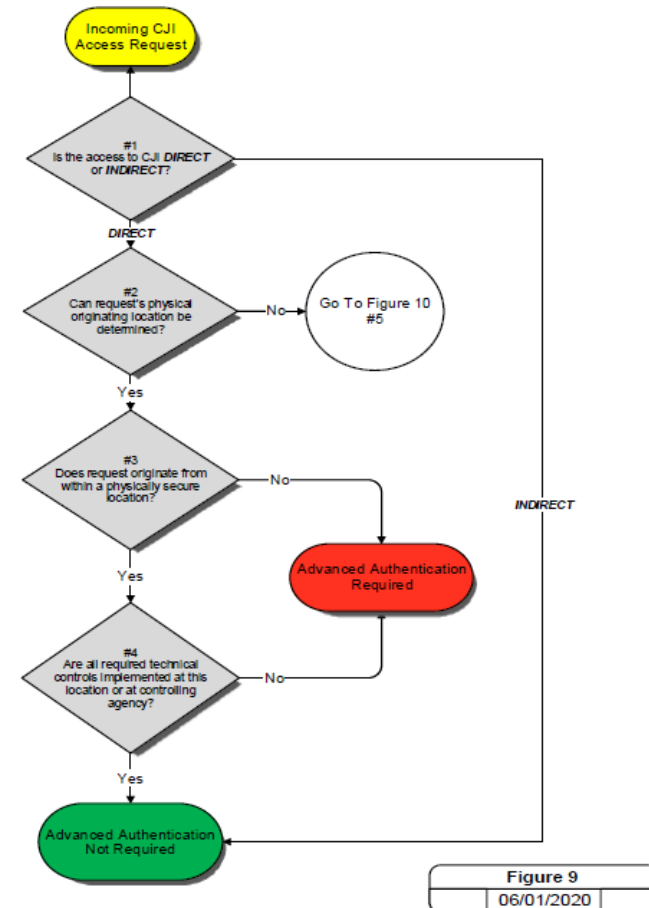 Incoming CJI
Access Request
#1
Is the access to CJI DIRECT
or INDIRECT?
DIRECT
#2
Can request's physical
originating location be
determined?
No
Go To Figure 10
#5
Yes
#3
Does request originate from
within a physically secure
location?
No
INDIRECT
Advanced Authentication
Required
Yes
#4
Are all required technical
controls implemented at this
location or at controlling
agency?
No
Yes
Advanced Authentication
Not Required
Figure 9
06/01/2020